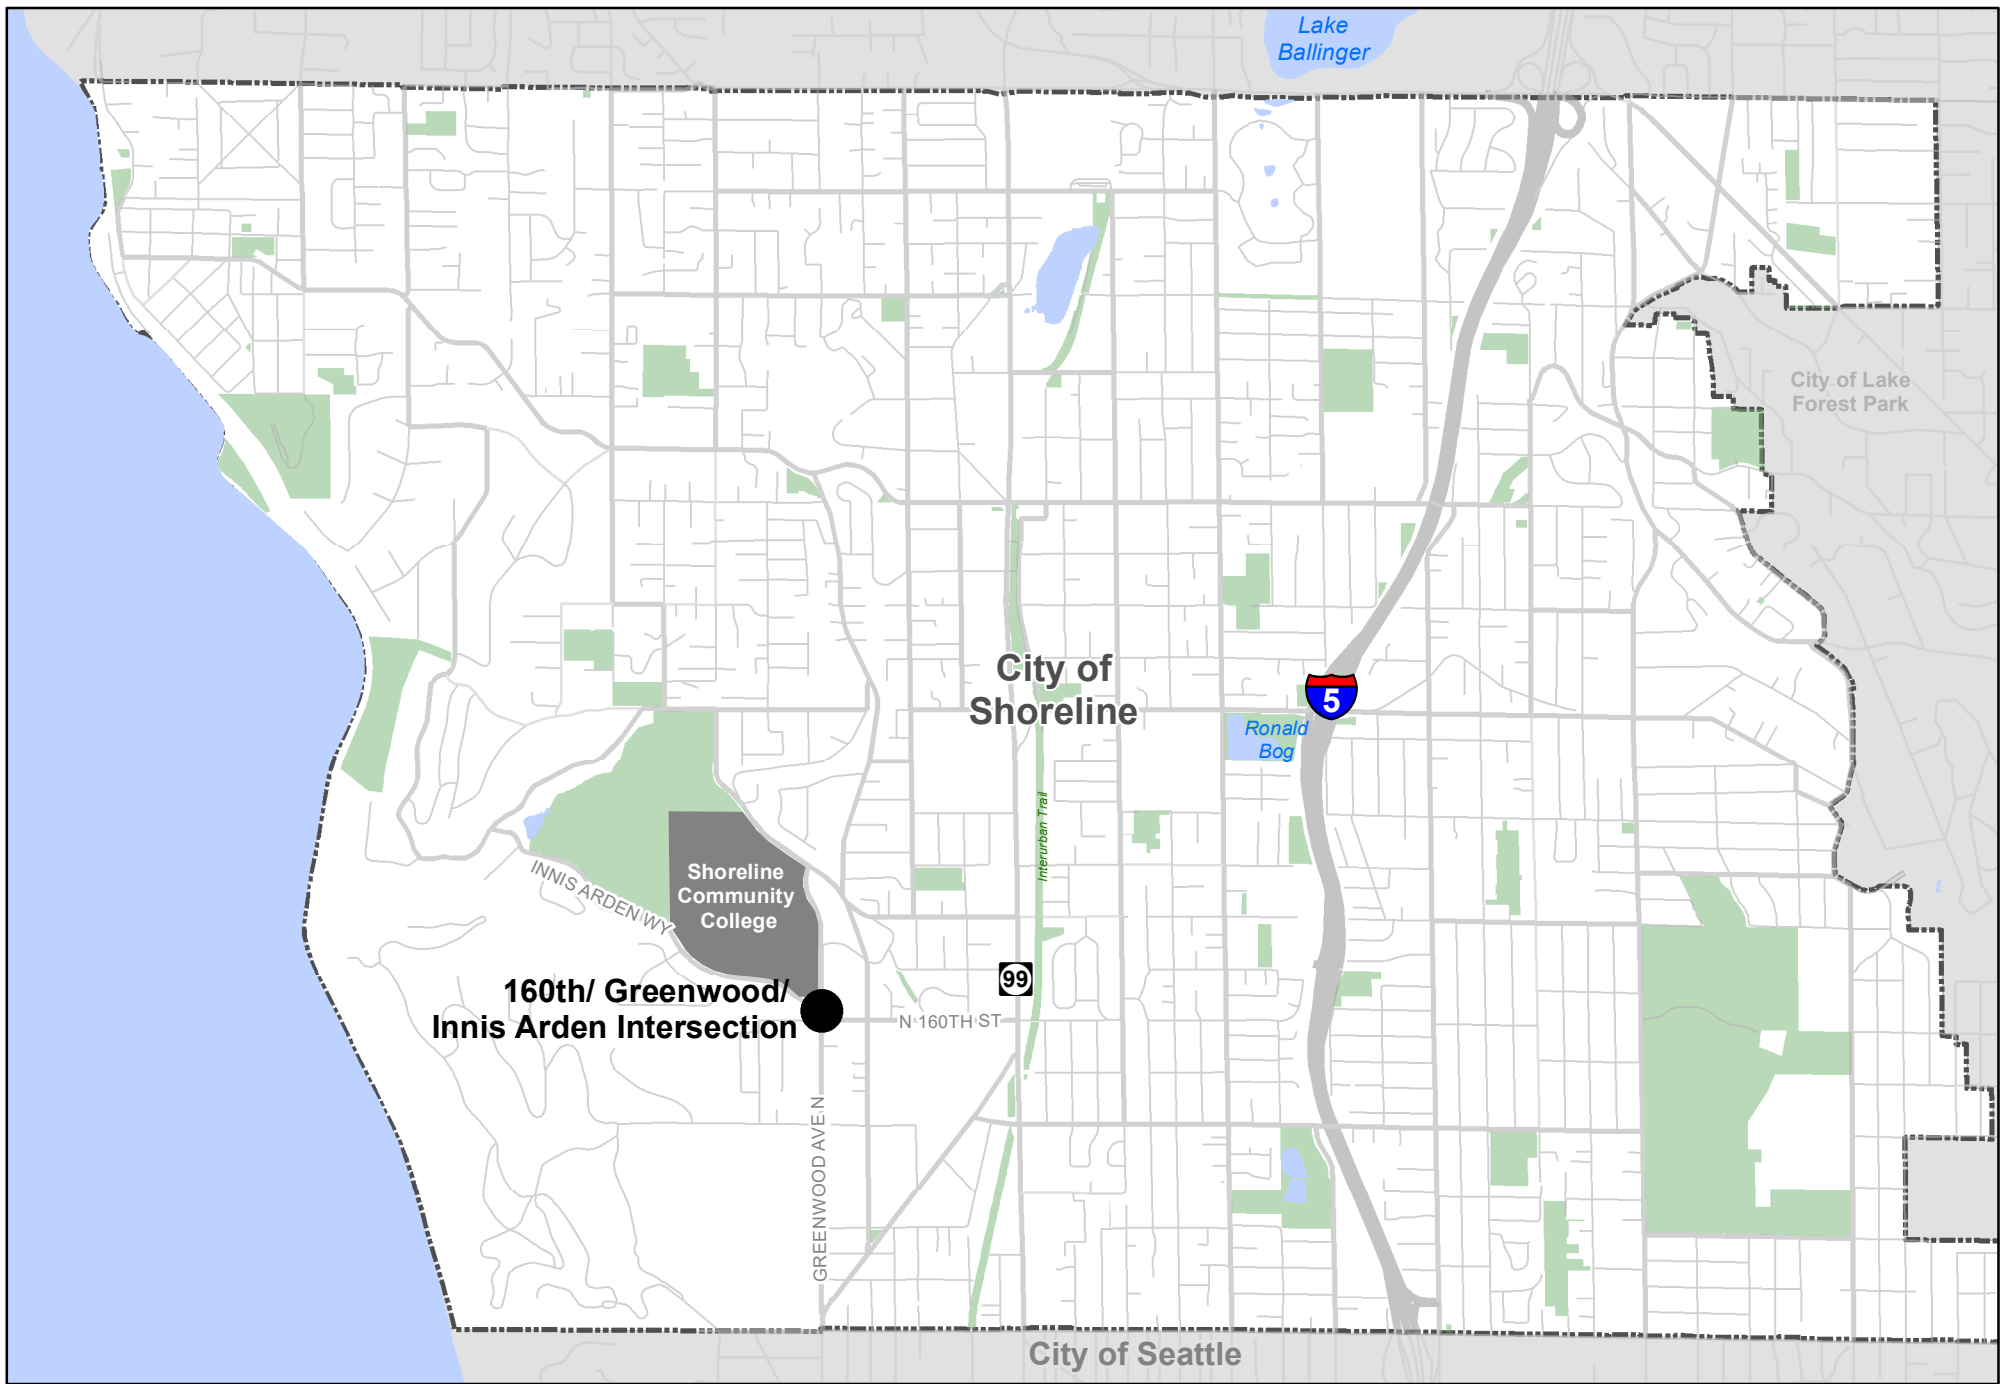 Lake
Ballinger
City of Lake
Forest Park
City of
Shoreline
5
Ronald
Bog
Interurban Trail
Shoreline
Community
College
INNIS ARDEN WY
99
160th/ Greenwood/
Innis Arden Intersection
N 160TH ST
GREENWOOD AVE N
City of Seattle